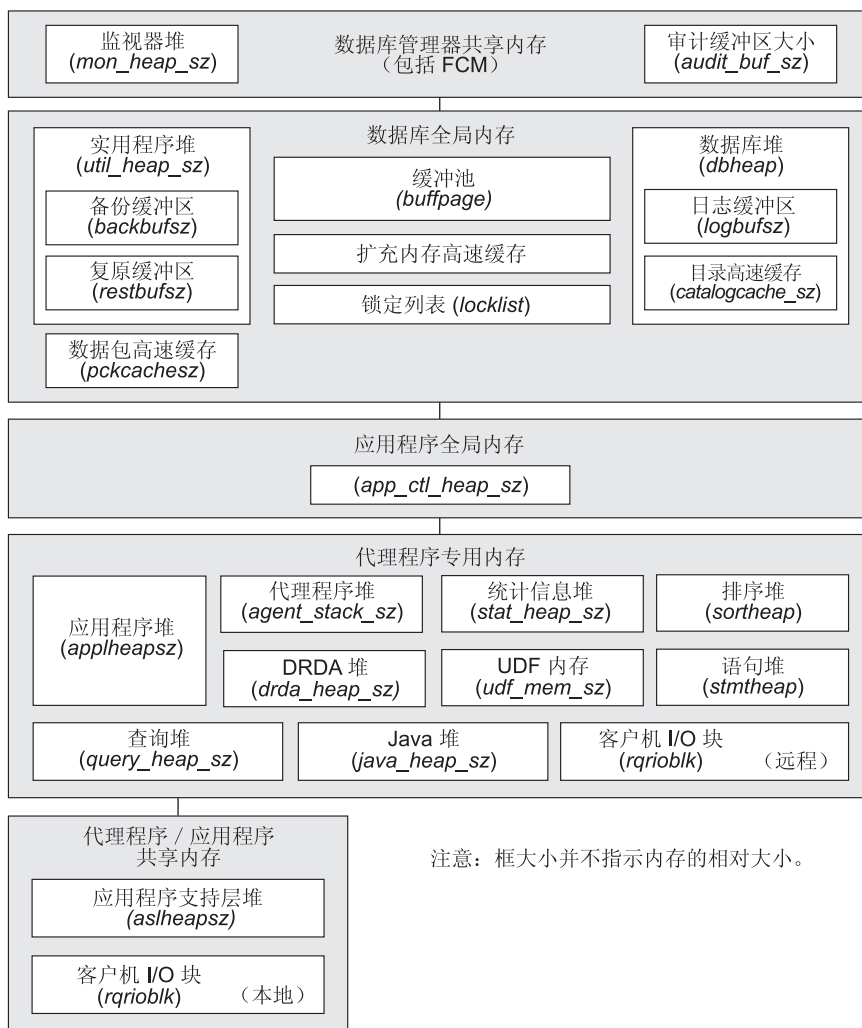 监视器堆
(mon_heap_sz)
数据库管理器共享内存
（包括 FCM）
审计缓冲区大小
(audit_buf_sz)
数据库全局内存
实用程序堆
(util_heap_sz)
备份缓冲区
(backbufsz)
复原缓冲区
(restbufsz)
数据包高速缓存
(pckcachesz)
缓冲池
(buffpage)
扩充内存高速缓存
锁定列表 (locklist)
数据库堆
(dbheap)
日志缓冲区
(logbufsz)
目录高速缓存
(catalogcache_sz)
应用程序全局内存
(app_ctl_heap_sz)
代理程序专用内存
应用程序堆
(applheapsz)
代理程序堆
(agent_stack_sz)
统计信息堆
(stat_heap_sz)
排序堆
(sortheap)
DRDA 堆
(drda_heap_sz)
UDF 内存
(udf_mem_sz)
语句堆
(stmtheap)
查询堆
(query_heap_sz)
Java 堆
(java_heap_sz)
客户机 I/O 块
(rqrioblk) （远程）
代理程序 / 应用程序
共享内存
应用程序支持层堆
(aslheapsz)
客户机 I/O 块
(rqrioblk) （本地）
注意：框大小并不指示内存的相对大小。